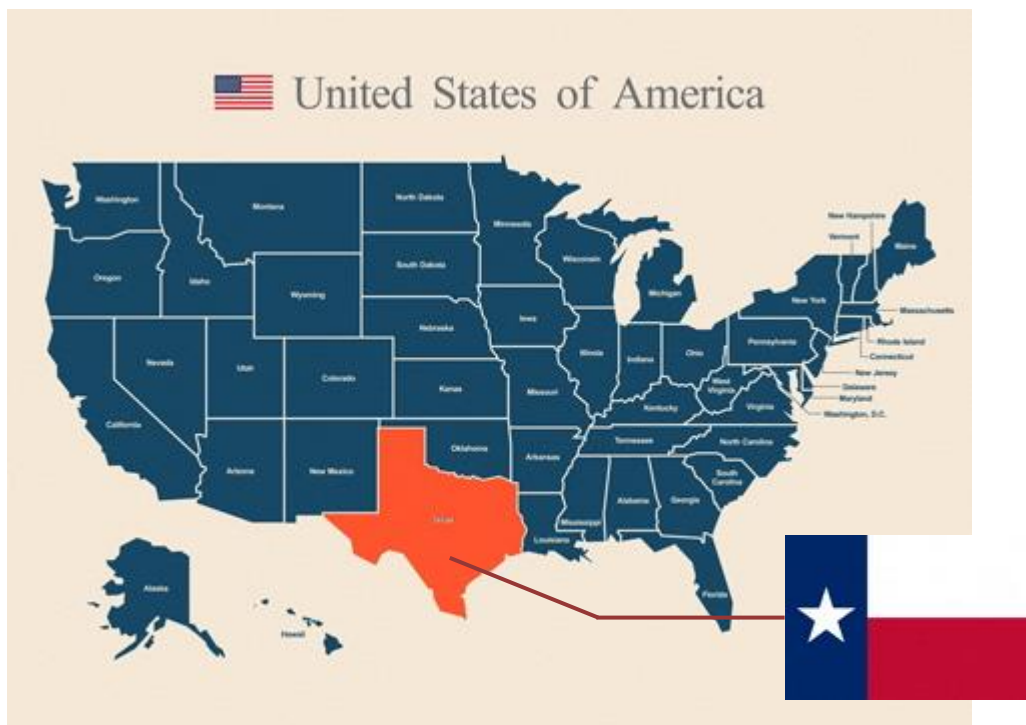 United States of America
Washington
Montana
North Dakota
Minnesota
New Hampshire
Vermont
Maine
Oregon
Idaho
Wyoming
South Dakota
Wisconsin
Michigan
New York
Massachusetts
Rhode Island
Connecticut
New Jersey
Delaware
Maryland
Washington, D.C.
Nevada
Utah
Colorado
Nebraska
Iowa
Illinois
Indiana
Ohio
Pennsylvania
West
Virginia
Virginia
California
Kansas
Missouri
Kentucky
Arizona
New Mexico
Oklahoma
Arkansas
Tennessee
North Carolina
South
Carolina
Texas
Louisiana
Mississippi
Alabama
Georgia
Florida
Alaska
Hawaii